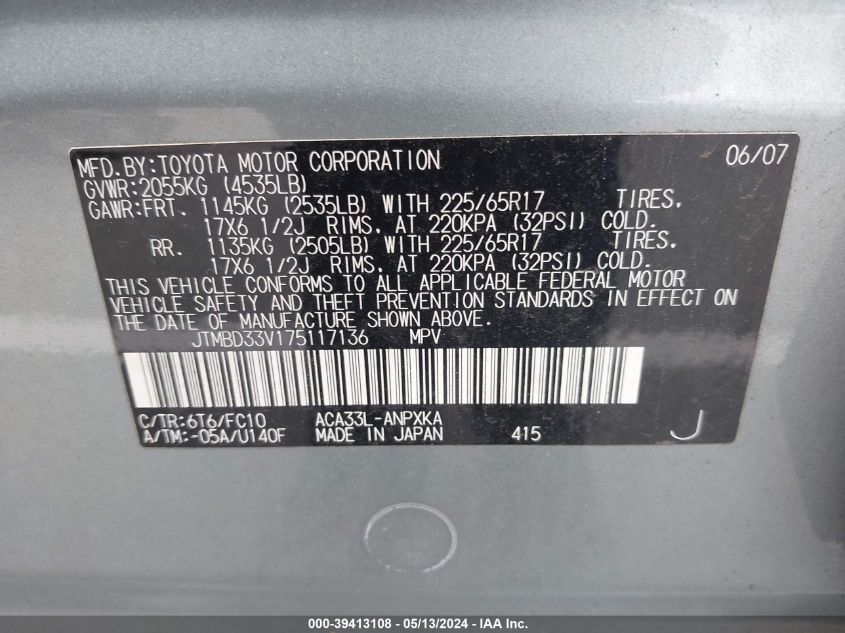 MFD.BY:TOYOTA MOTOR CORPORATION 06/07
GVWR:2055KG (4535LB)
GAWR:FRT. 1145KG (2535LB) WITH 225/65R17 TIRES.
17X6 1/2J RIMS. AT 220KPA (32PSI) COLD.
RR. 1135KG (2505LB) WITH 225/65R17 TIRES.
17X6 1/2J RIMS. AT 220KPA (32PSI) COLD.
THIS VEHICLE CONFORMS TO ALL APPLICABLE FEDERAL MOTOR
VEHICLE SAFETY AND THEFT PREVENTION STANDARDS IN EFFECT ON
THE DATE OF MANUFACTURE SHOWN ABOVE.
JTMBD33V175117136 MPV
C/TR:6T6/FC10 ACA33L-ANPXKA
A/TM:-05A/U140F MADE IN JAPAN 415 J
000-39413108 - 05/13/2024 - IAA Inc.